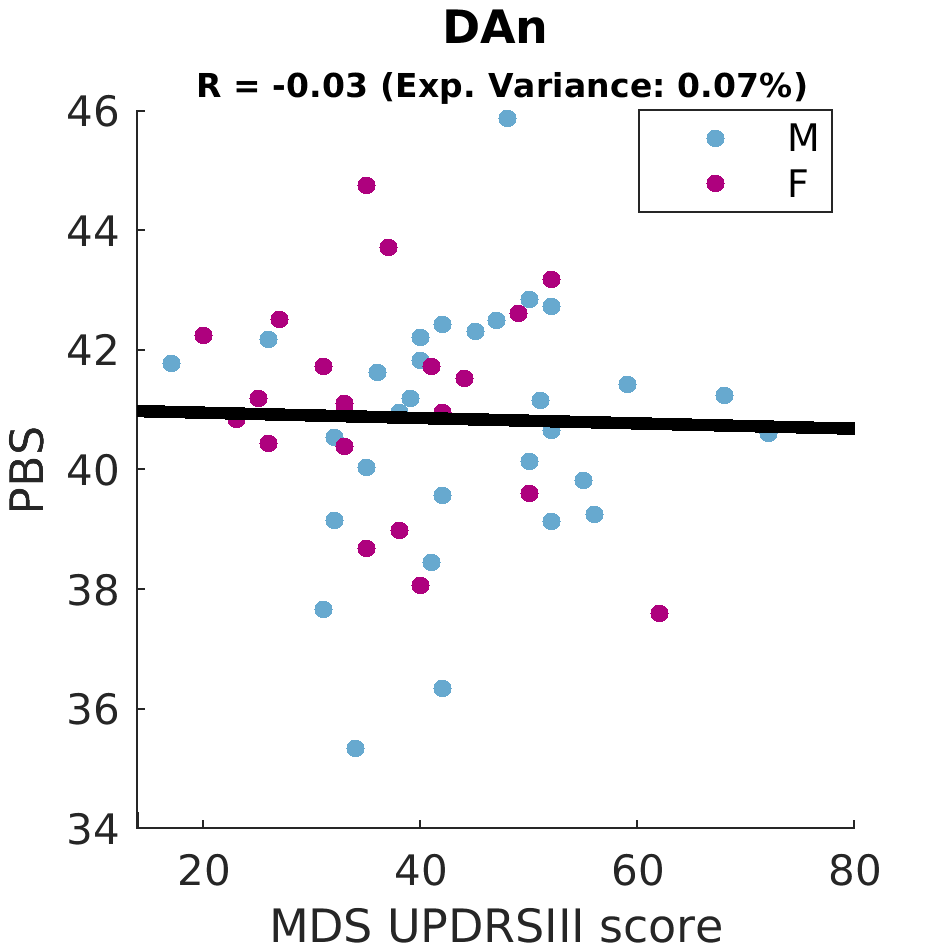 DAn
R = -0.03 (Exp. Variance: 0.07%)
M
F
46
44
42
40
38
36
34
PBS
20 40 60 80
MDS UPDRSIII score